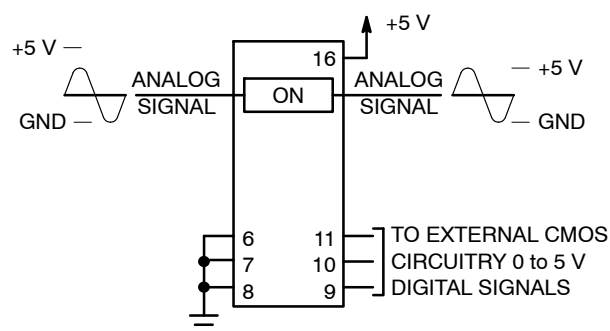 +5 V
+5 V
16
ANALOG
SIGNAL
ON
ANALOG
SIGNAL
+5 V
GND
GND
6
11
TO EXTERNAL CMOS
7
10
CIRCUITRY 0 to 5 V
8
9
DIGITAL SIGNALS